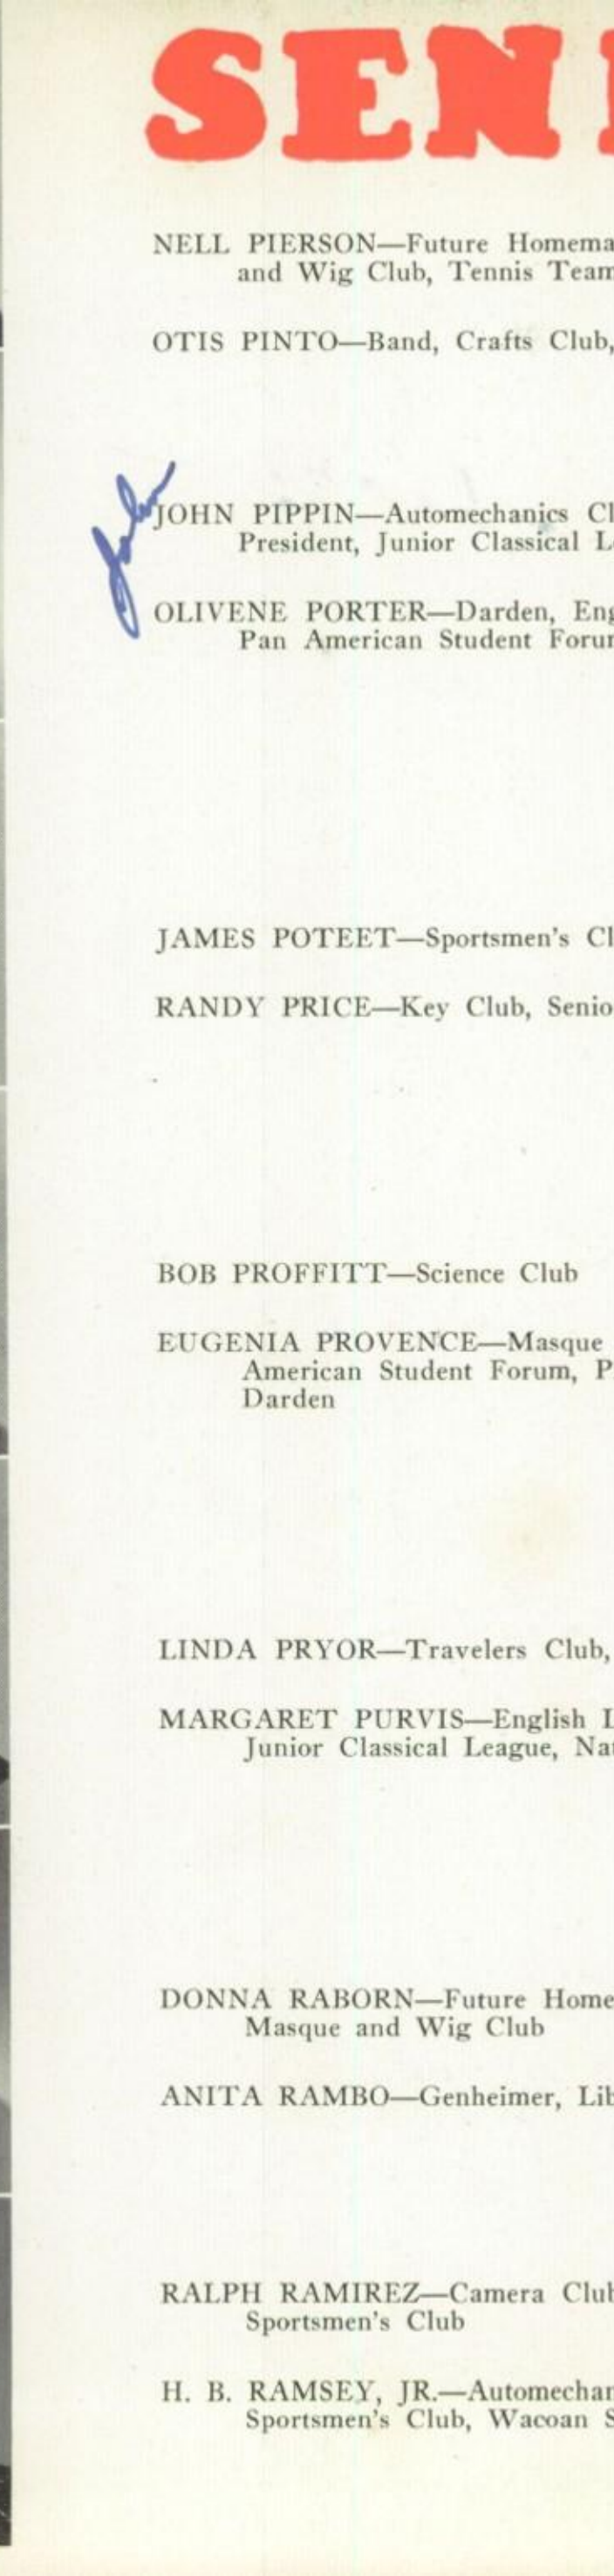 SEN
NELL PIERSON—Future Homema
and Wig Club, Tennis Team
OTIS PINTO—Band, Crafts Club,
John
JOHN PIPPIN—Automechanics Cl
President, Junior Classical L
OLIVENE PORTER—Darden, Eng
Pan American Student Foru
JAMES POTEET—Sportsmen's Cl
RANDY PRICE—Key Club, Senio
BOB PROFFITT—Science Club
EUGENIA PROVENCE—Masque
American Student Forum, P
Darden
LINDA PRYOR—Travelers Club,
MARGARET PURVIS—English L
Junior Classical League, Na
DONNA RABORN—Future Home
Masque and Wig Club
ANITA RAMBO—Genheimer, Lib
RALPH RAMIREZ—Camera Club
Sportsmen's Club
H. B. RAMSEY, JR.—Automechan
Sportsmen's Club, Wacoan S